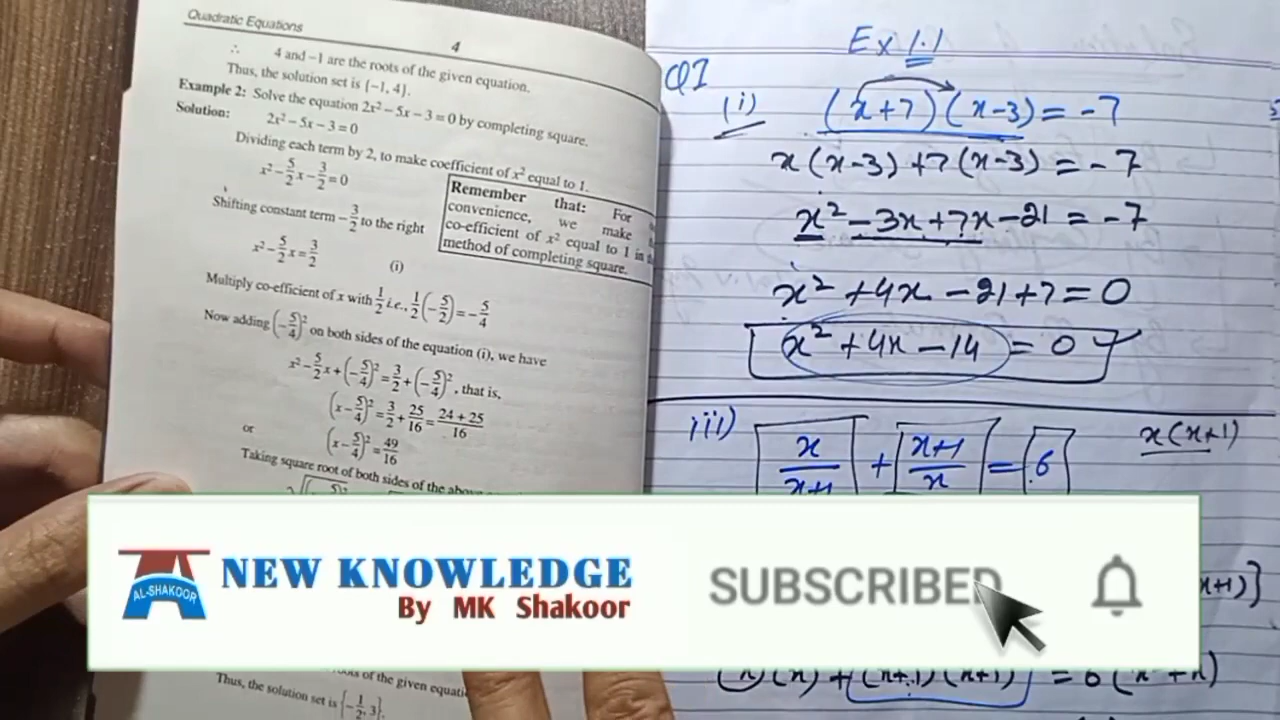 Quadratic Equations
4
∴ 4 and –1 are the roots of the given equation.
Thus, the solution set is {–1, 4}.
Example 2: Solve the equation 2x² – 5x – 3 = 0 by completing square.
Solution: 2x² – 5x – 3 = 0
Dividing each term by 2, to make coefficient of x² equal to 1.
x² – 5/2 x – 3/2 = 0
Shifting constant term – 3/2 to the right
x² – 5/2 x = 3/2 (i)
Remember that: For
convenience, we make
co-efficient of x² equal to 1 in
method of completing square.
Multiply co-efficient of x with 1/2 i.e., 1/2 (– 5/2) = – 5/4
Now adding (– 5/4)² on both sides of the equation (i), we have
x² – 5/2 x + (– 5/4)² = 3/2 + (– 5/4)², that is,
(x – 5/4)² = 3/2 + 25/16 = (24 + 25)/16
or (x – 5/4)² = 49/16
Taking square root of both sides of the
roots of the given
Thus, the solution set is {– 1/2, 3}.
Ex 1.1
Q1
(i) (x+7)(x-3) = -7
x(x-3)+7(x-3) = -7
x² -3x+7x-21 = -7
x² +4x -21+7 = 0
x² +4x-14 = 0
iii) x/(x+1) + (x+1)/x = 6
x(x+1)
x+1)]
(x)(x)+(x+1)(x+1) = 6(x²+x)
AL-SHAKOOR
NEW KNOWLEDGE
By MK Shakoor
SUBSCRIBED